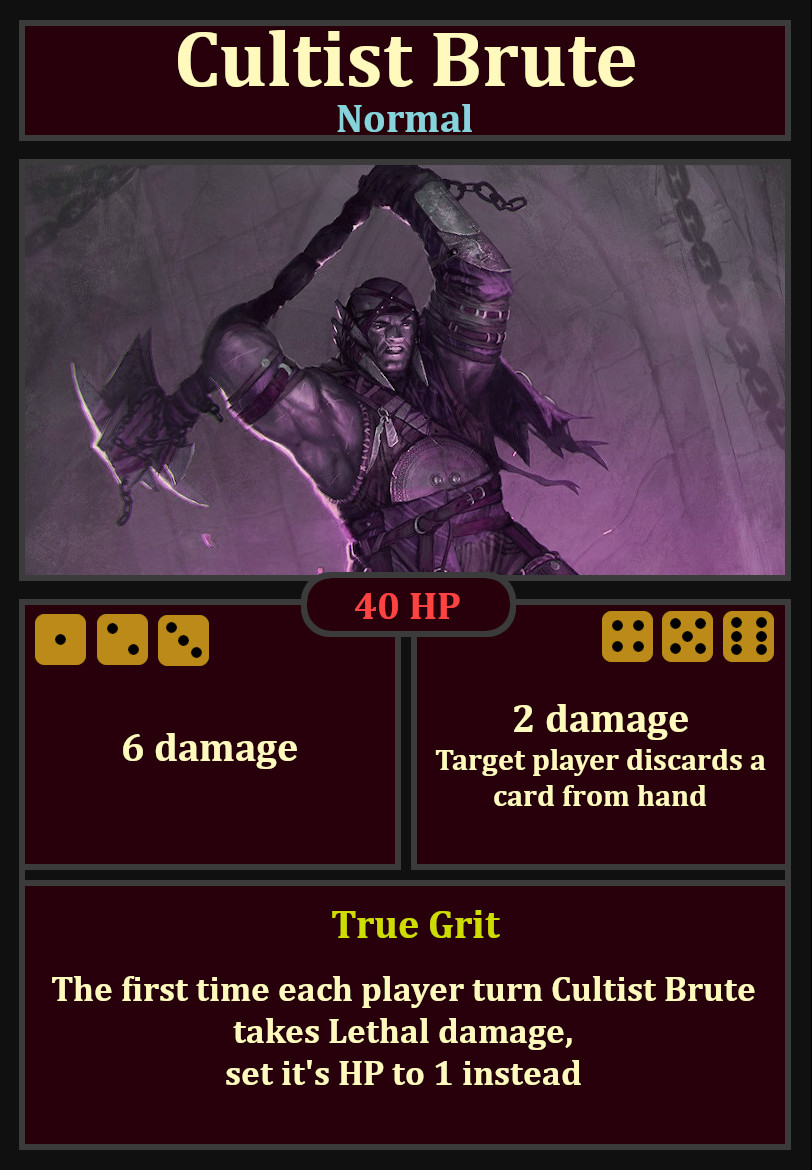 Cultist Brute
Normal
40 HP
6 damage
2 damage
Target player discards a
card from hand
True Grit
The first time each player turn Cultist Brute
takes Lethal damage,
set it's HP to 1 instead